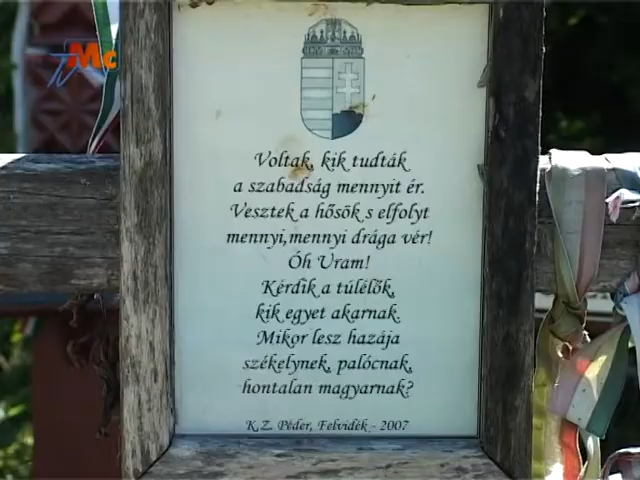 Mc
Voltak, kik tudták
a szabadság mennyit ér.
Vesztek a hősök s elfolyt
mennyi,mennyi drága vér!
Óh Uram!
Kérdik a túlélők,
kik egyet akarnak.
Mikor lesz hazája
székelynek, palócnak,
hontalan magyarnak?
K.Z. Péder, Felvidék - 2007